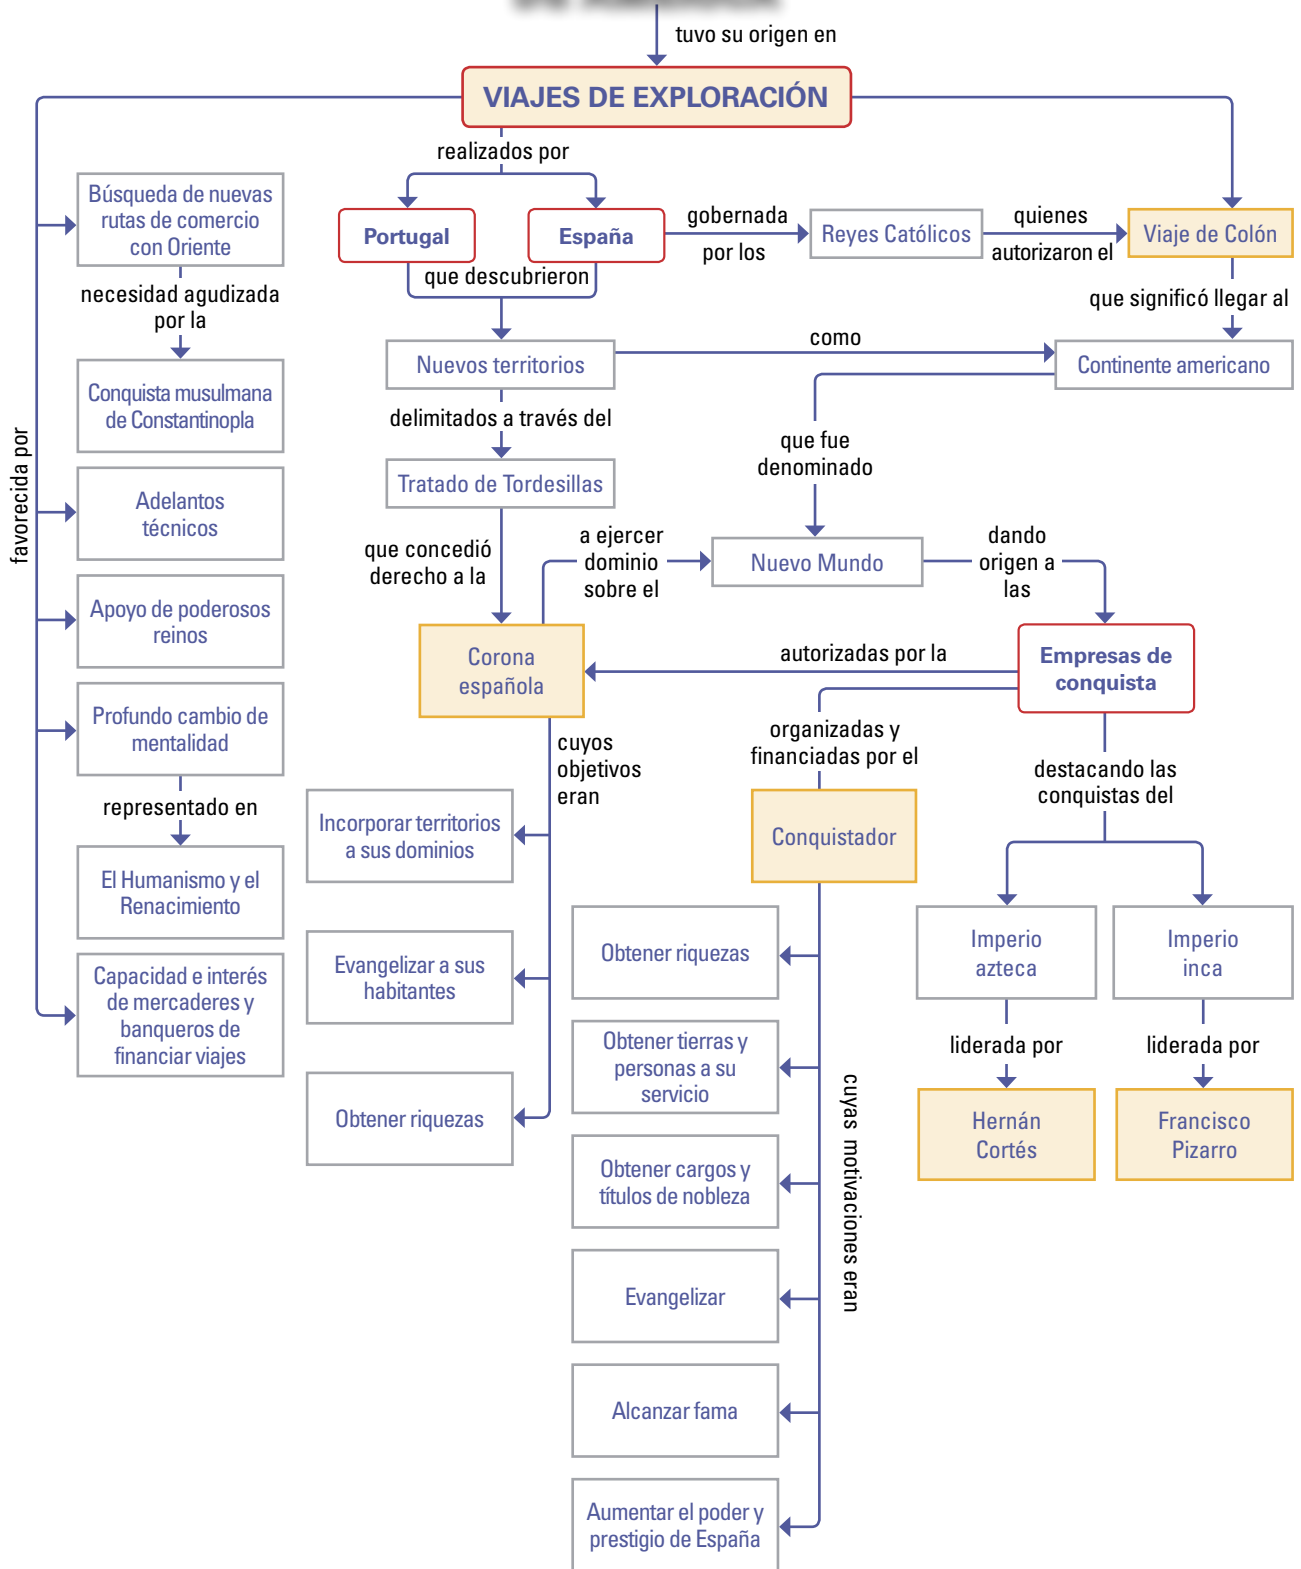 tuvo su origen en
VIAJES DE EXPLORACIÓN
favorecida por
Búsqueda de nuevas
rutas de comercio
con Oriente
necesidad agudizada
por la
Conquista musulmana
de Constantinopla
Adelantos
técnicos
Apoyo de poderosos
reinos
Profundo cambio de
mentalidad
representado en
El Humanismo y el
Renacimiento
Capacidad e interés
de mercaderes y
banqueros de
financiar viajes
realizados por
Portugal
España
gobernada
por los
Reyes Católicos
quienes
autorizaron el
Viaje de Colón
que descubrieron
que significó llegar al
Nuevos territorios
como
Continente americano
delimitados a través del
que fue
denominado
Tratado de Tordesillas
que concedió
derecho a la
a ejercer
dominio
sobre el
Nuevo Mundo
dando
origen a
las
Corona
española
autorizadas por la
Empresas de
conquista
cuyos
objetivos
eran
Incorporar territorios
a sus dominios
Evangelizar a sus
habitantes
Obtener riquezas
organizadas y
financiadas por el
Conquistador
cuyas motivaciones eran
Obtener riquezas
Obtener tierras y
personas a su
servicio
Obtener cargos y
títulos de nobleza
Evangelizar
Alcanzar fama
Aumentar el poder y
prestigio de España
destacando las
conquistas del
Imperio
azteca
Imperio
inca
liderada por
liderada por
Hernán
Cortés
Francisco
Pizarro